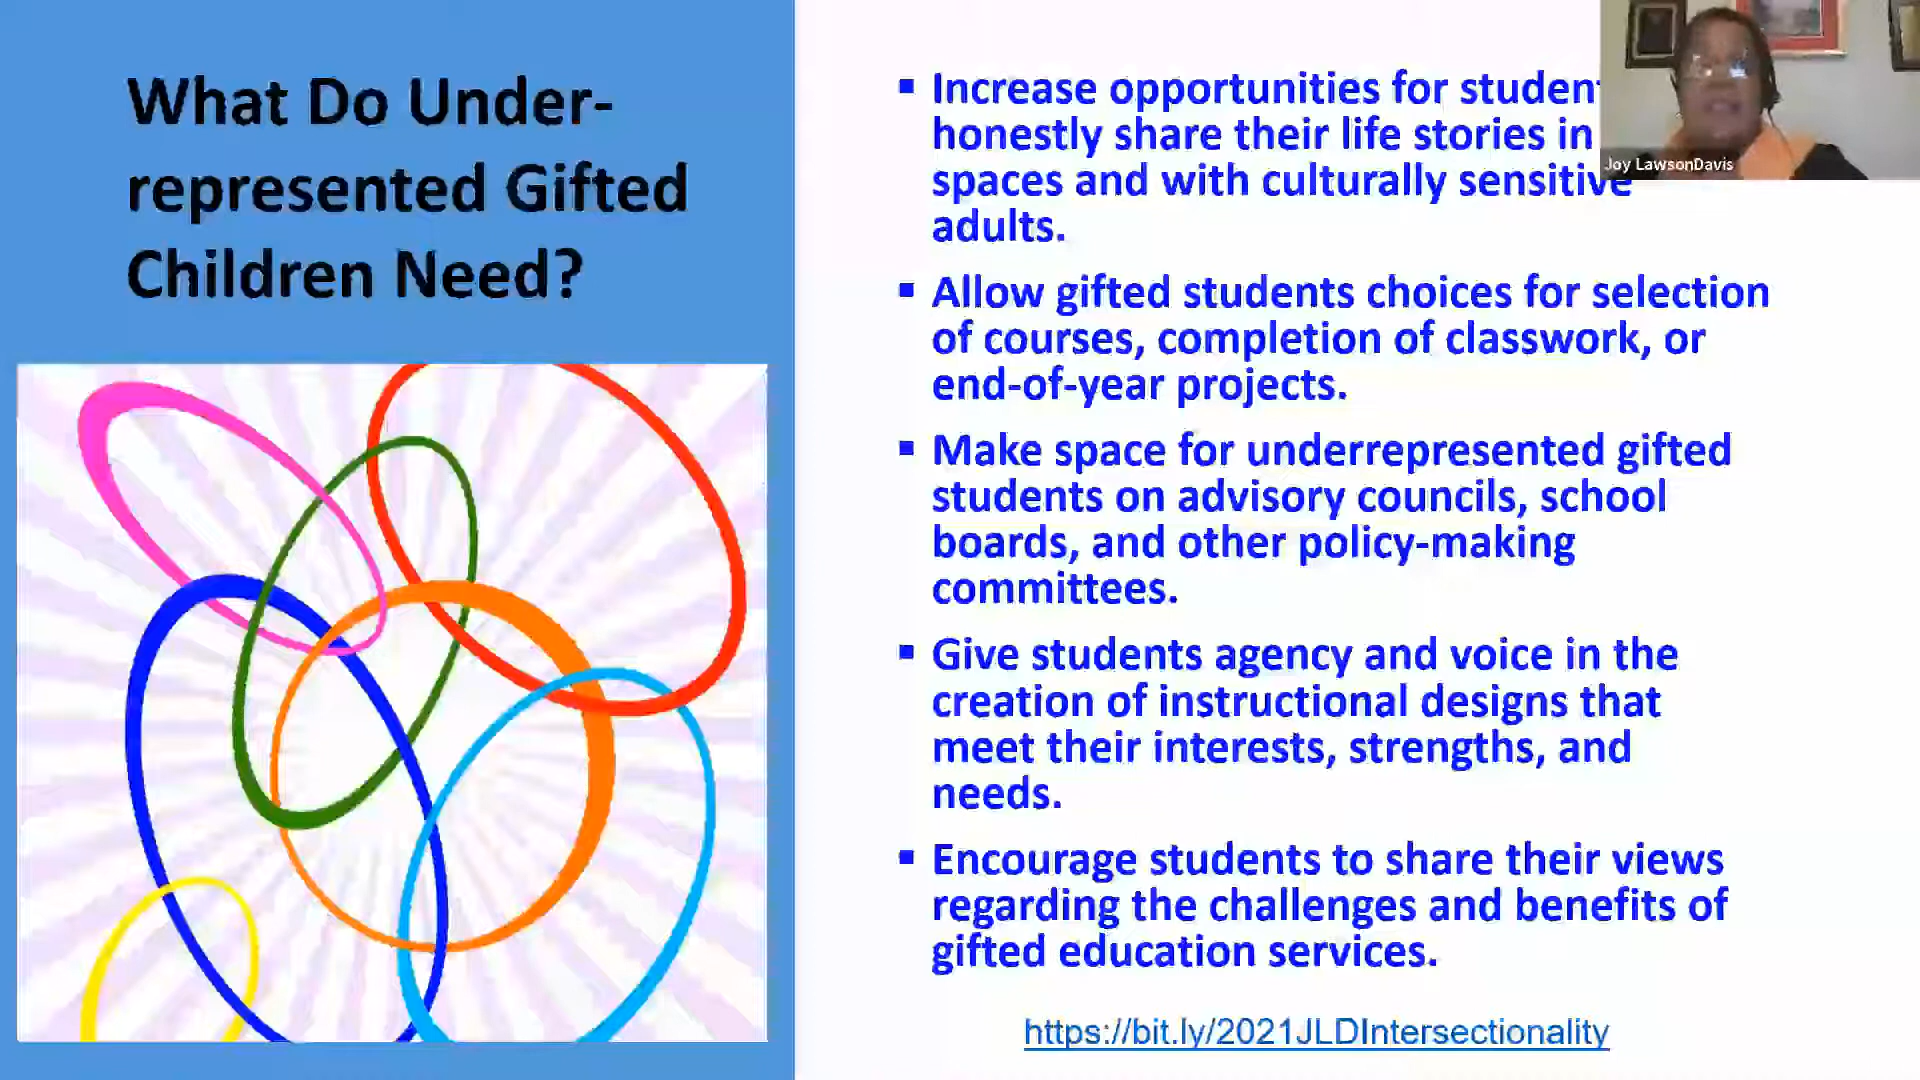 What Do Under-
represented Gifted
Children Need?
▪ Increase opportunities for
honestly share their life stories in
spaces and with culturally sensitive
adults.
▪ Allow gifted students choices for selection
of courses, completion of classwork, or
end-of-year projects.
▪ Make space for underrepresented gifted
students on advisory councils, school
boards, and other policy-making
committees.
▪ Give students agency and voice in the
creation of instructional designs that
meet their interests, strengths, and
needs.
▪ Encourage students to share their views
regarding the challenges and benefits of
gifted education services.
https://bit.ly/2021JLDIntersectionality
Joy LawsonDavis